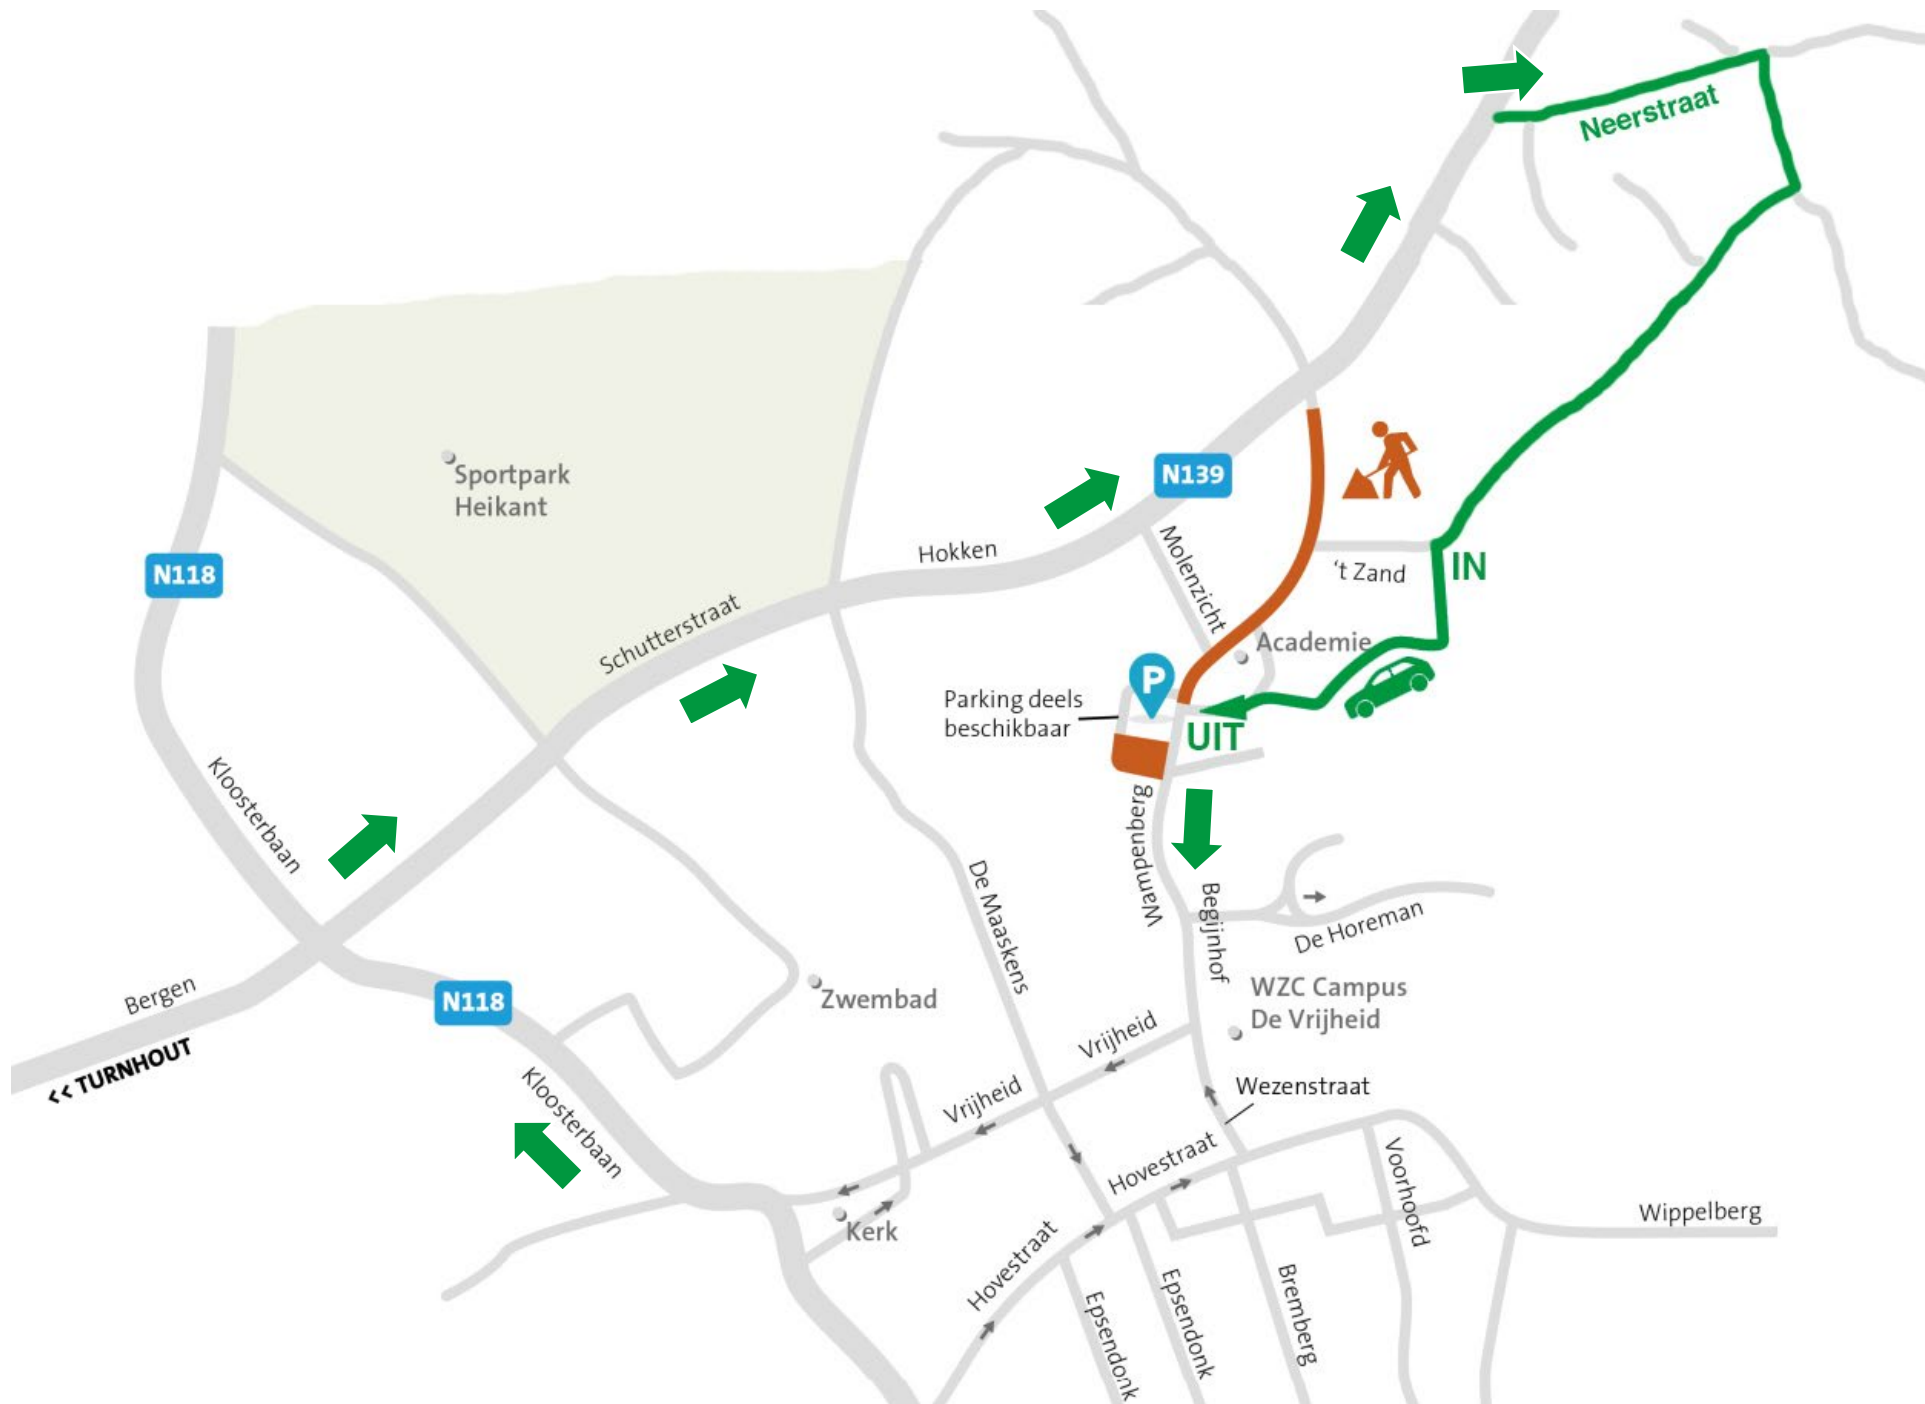 Neerstraat
Sportpark
Heikant
N139
Hokken
Molenzicht
't Zand
IN
N118
Schutterstraat
Academie
P
Parking deels
beschikbaar
UIT
Kloosterbaan
Wampenberg
De Maaskens
Begijnhof
De Horeman
Bergen
N118
Zwembad
WZC Campus
De Vrijheid
<< TURNHOUT
Vrijheid
Kloosterbaan
Vrijheid
Wezenstraat
Hovestraat
Voorhoofd
Kerk
Wippelberg
Hovestraat
Epsendonk
Epsendonk
Bremberg